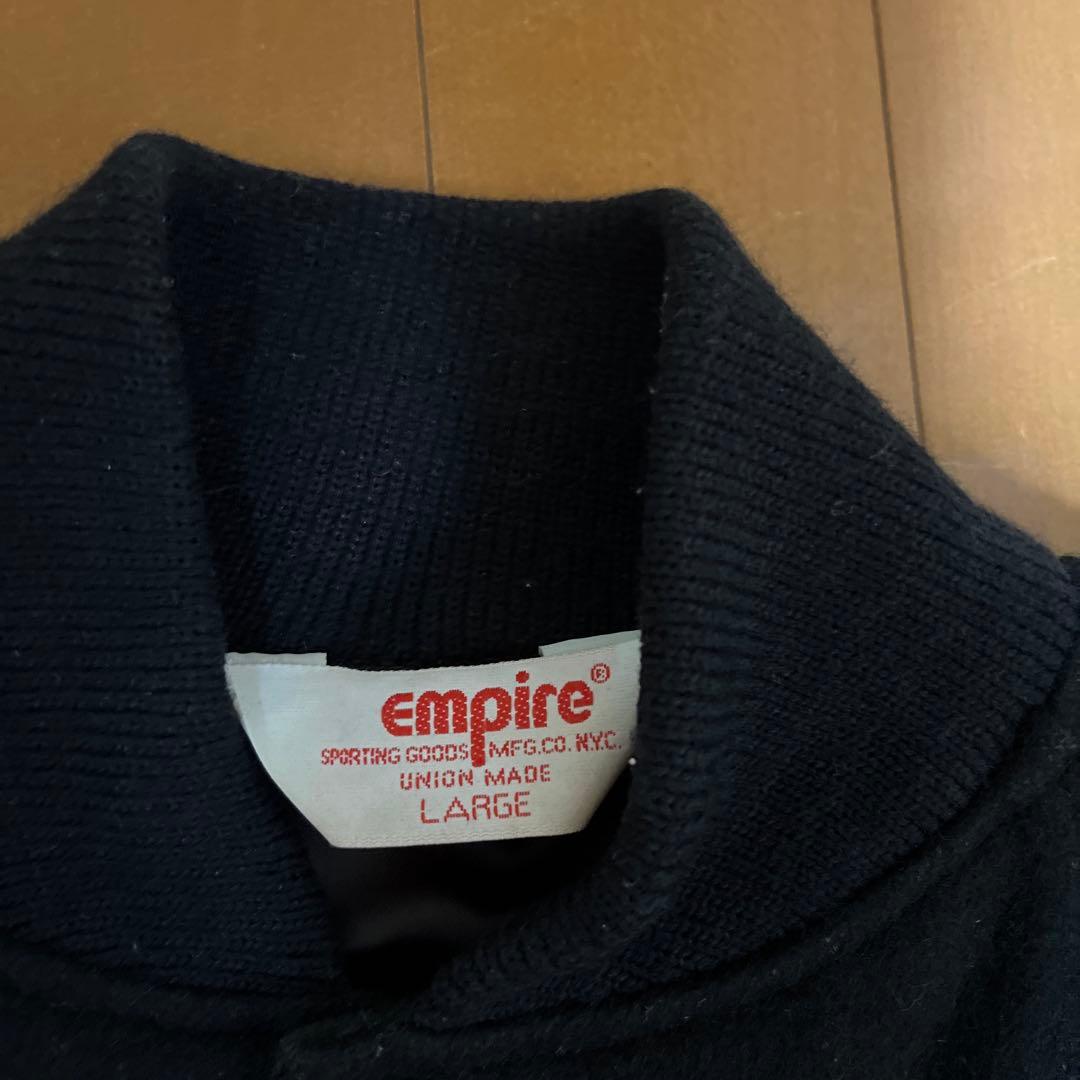 empire®
SPORTING GOODS MFG.CO. N.Y.C.
UNION MADE
LARGE